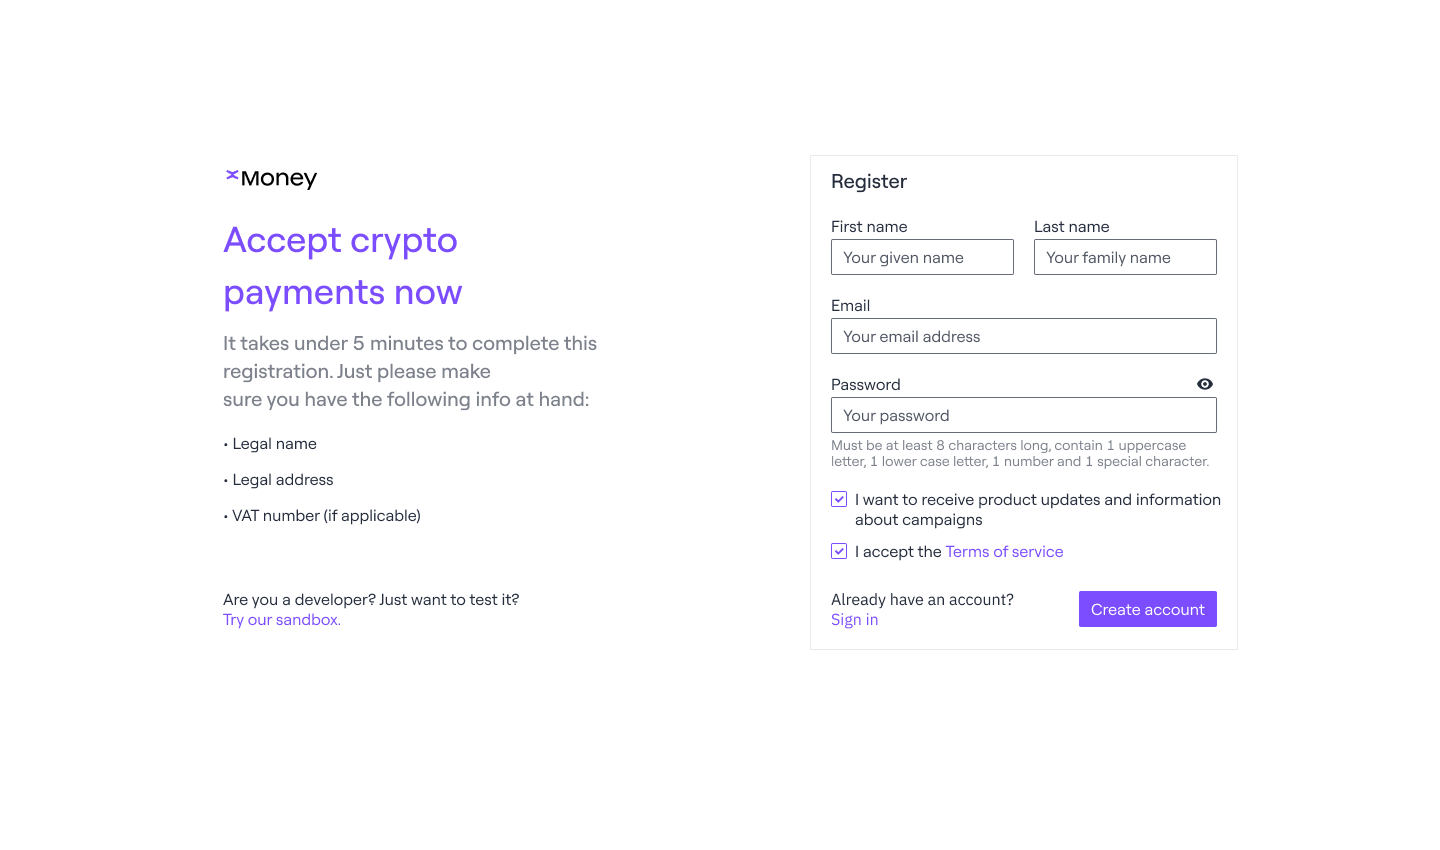 xMoney
Accept crypto
payments now
It takes under 5 minutes to complete this
registration. Just please make
sure you have the following info at hand:
• Legal name
• Legal address
• VAT number (if applicable)
Are you a developer? Just want to test it?
Try our sandbox.
Register
First name
Last name
Your given name
Your family name
Email
Your email address
Password
Your password
Must be at least 8 characters long, contain 1 uppercase
letter, 1 lower case letter, 1 number and 1 special character.
I want to receive product updates and information
about campaigns
I accept the Terms of service
Already have an account?
Sign in
Create account